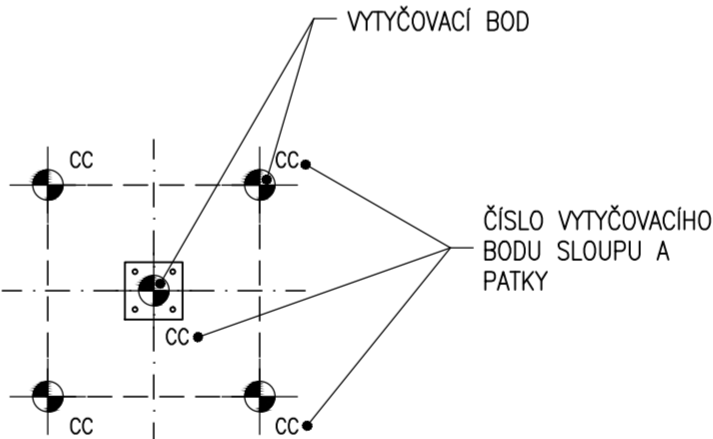 VYTYČOVACÍ BOD
CC
CC
ČÍSLO VYTYČOVACÍHO
BODU SLOUPU A
PATKY
CC
CC
CC